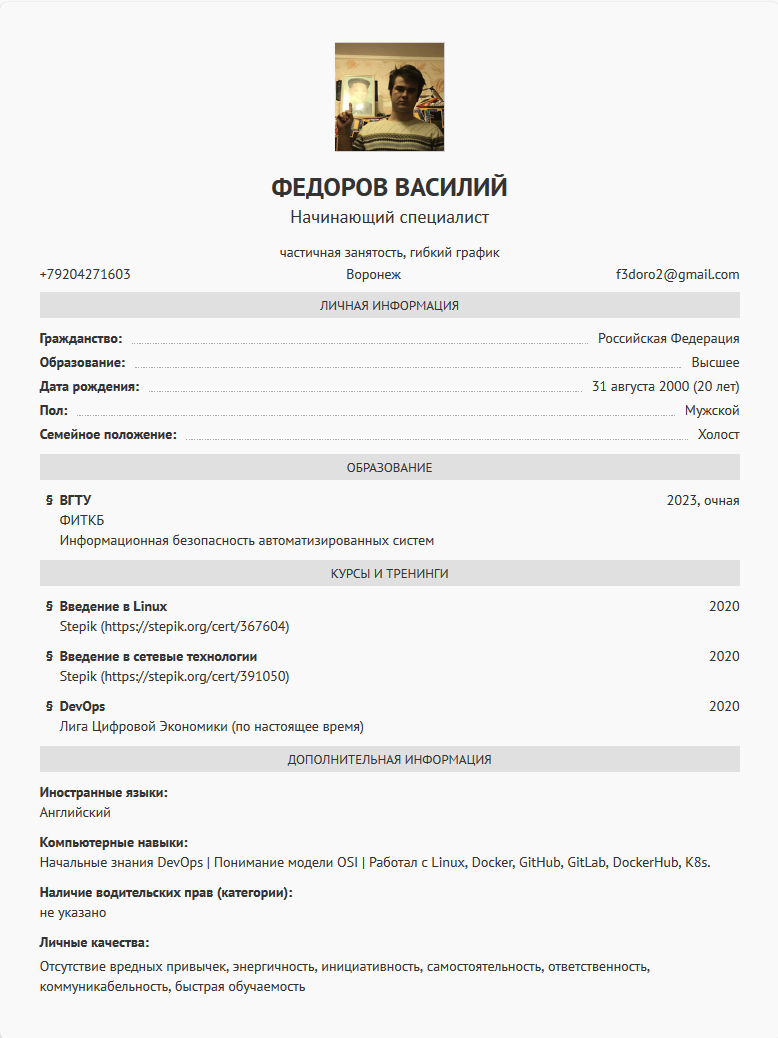 ФЕДОРОВ ВАСИЛИЙ
Начинающий специалист
частичная занятость, гибкий график
+79204271603 Воронеж f3doro2@gmail.com
ЛИЧНАЯ ИНФОРМАЦИЯ
Гражданство: Российская Федерация
Образование: Высшее
Дата рождения: 31 августа 2000 (20 лет)
Пол: Мужской
Семейное положение: Холост
ОБРАЗОВАНИЕ
§ ВГТУ 2023, очная
ФИТКБ
Информационная безопасность автоматизированных систем
КУРСЫ И ТРЕНИНГИ
§ Введение в Linux 2020
Stepik (https://stepik.org/cert/367604)
§ Введение в сетевые технологии 2020
Stepik (https://stepik.org/cert/391050)
§ DevOps 2020
Лига Цифровой Экономики (по настоящее время)
ДОПОЛНИТЕЛЬНАЯ ИНФОРМАЦИЯ
Иностранные языки:
Английский
Компьютерные навыки:
Начальные знания DevOps | Понимание модели OSI | Работал с Linux, Docker, GitHub, GitLab, DockerHub, K8s.
Наличие водительских прав (категории):
не указано
Личные качества:
Отсутствие вредных привычек, энергичность, инициативность, самостоятельность, ответственность,
коммуникабельность, быстрая обучаемость